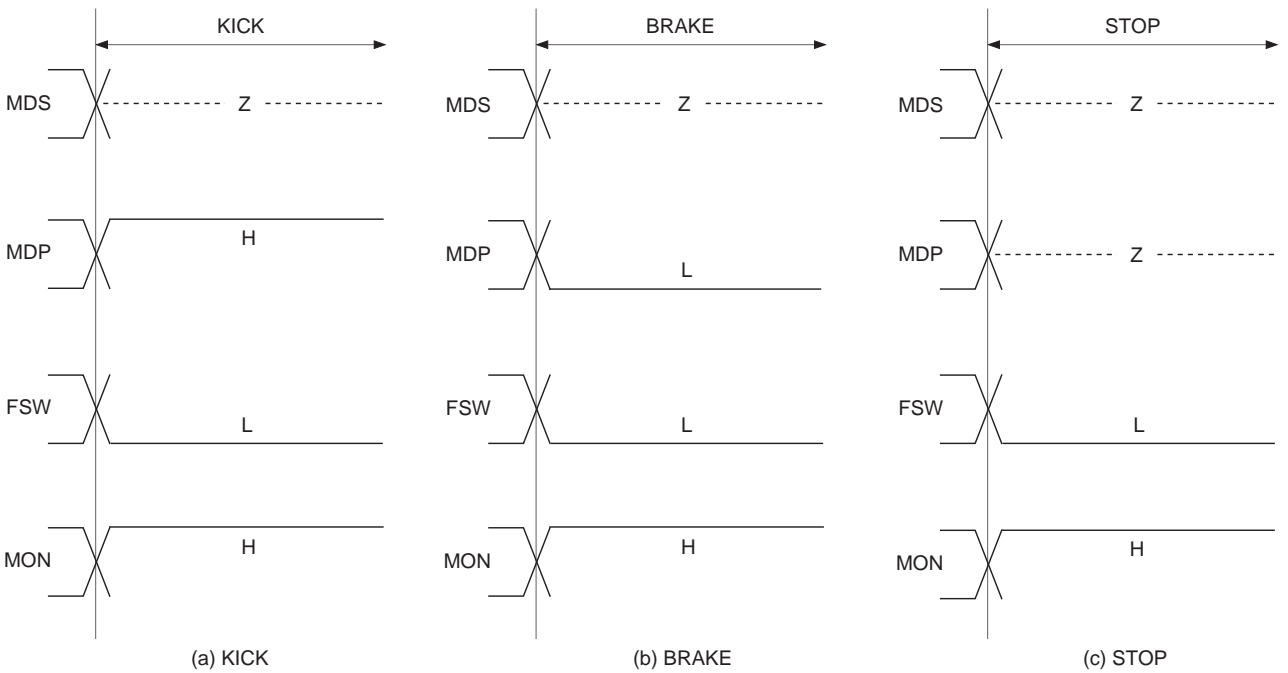 KICK
MDS Z
MDP H
FSW L
MON H
(a) KICK
BRAKE
MDS Z
MDP L
FSW L
MON H
(b) BRAKE
STOP
MDS Z
MDP Z
FSW L
MON H
(c) STOP